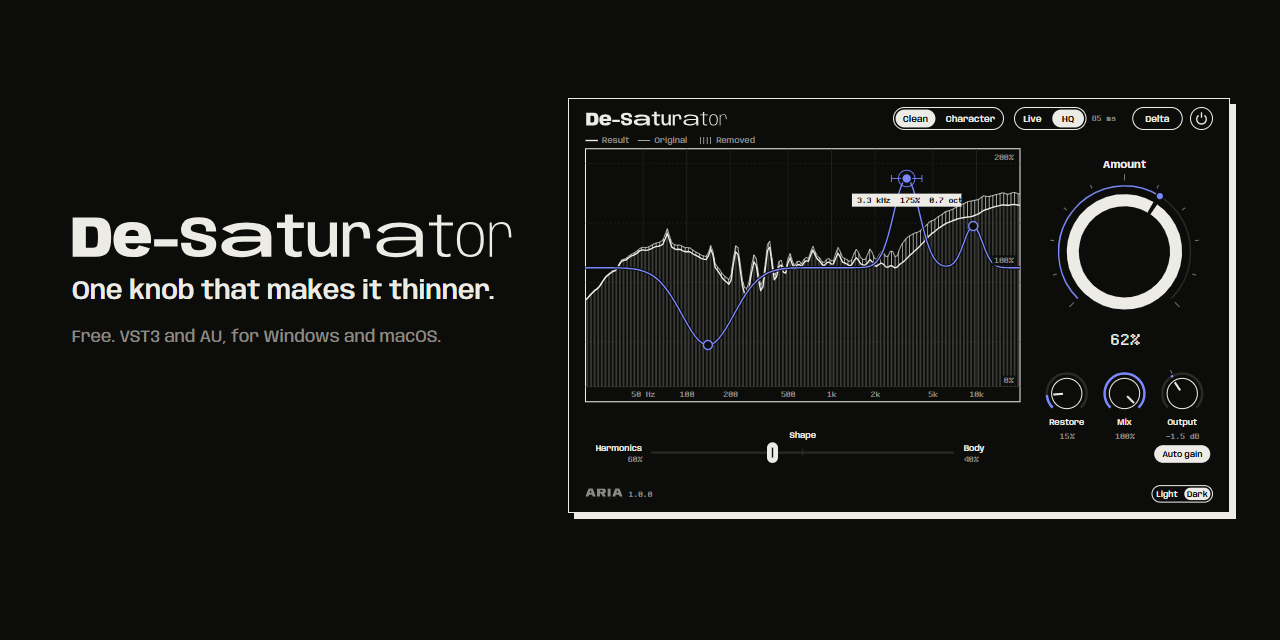 De-Saturator
One knob that makes it thinner.
Free. VST3 and AU, for Windows and macOS.
De-Saturator
Clean Character
Live HQ 85 ms
Delta
Result Original Removed
200%
3.3 kHz 175% 0.7 oct
100%
0%
50 Hz 100 200 500 1k 2k 5k 10k
Amount
62%
Restore Mix Output
15% 100% -1.5 dB
Auto gain
Shape
Harmonics Body
60% 40%
ARIA 1.0.0
Light Dark